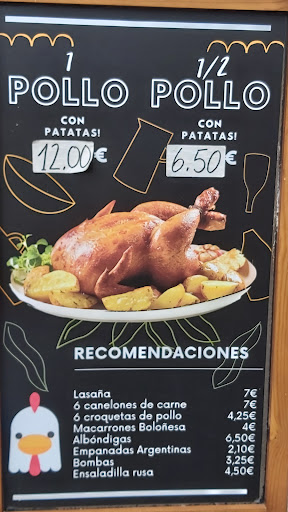 1 POLLO
CON PATATAS!
12.00€
1/2 POLLO
CON PATATAS!
6.50€
RECOMENDACIONES
Lasaña 7€
6 canelones de carne 7€
6 croquetas de pollo 4,25€
Macarrones Boloñesa 4€
Albóndigas 6,50€
Empanadas Argentinas 2,10€
Bombas 3,25€
Ensaladilla rusa 4,50€